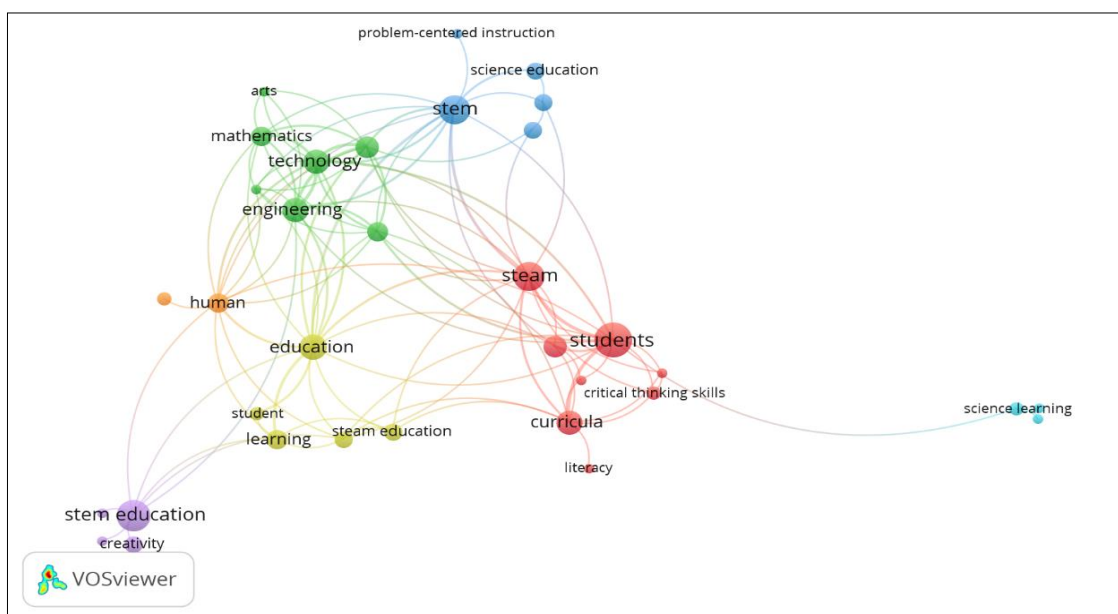 problem-centered instruction
science education
arts
stem
mathematics
technology
engineering
steam
human
students
education
critical thinking skills
student
science learning
curricula
steam education
learning
literacy
stem education
creativity
VOSviewer